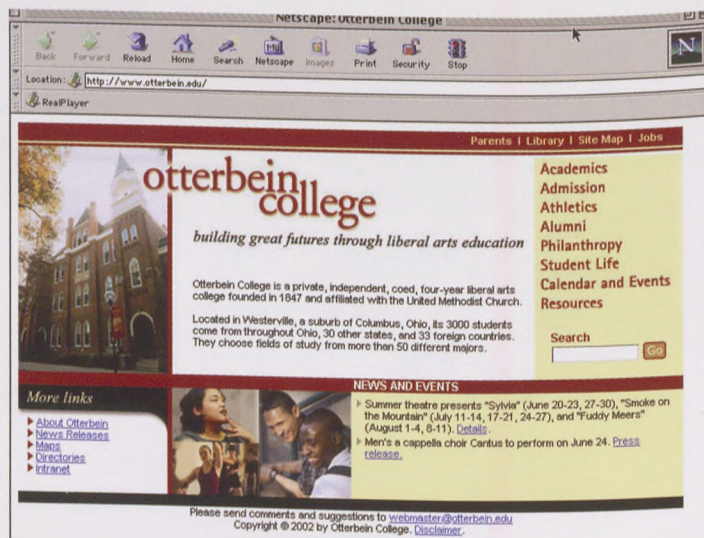 Netscape: Otterbein College
Back Forward Reload Home Search Netscape Images Print Security Stop
N
Location: http://www.otterbein.edu/
RealPlayer
Parents | Library | Site Map | Jobs
otterbein
college
building great futures through liberal arts education
Otterbein College is a private, independent, coed, four-year liberal arts
college founded in 1847 and affiliated with the United Methodist Church.
Located in Westerville, a suburb of Columbus, Ohio, its 3000 students
come from throughout Ohio, 30 other states, and 33 foreign countries.
They choose fields of study from more than 50 different majors.
Academics
Admission
Athletics
Alumni
Philanthropy
Student Life
Calendar and Events
Resources
Search
Go
More links
About Otterbein
News Releases
Maps
Directories
Intranet
NEWS AND EVENTS
Summer theatre presents "Sylvia" (June 20-23, 27-30), "Smoke on
the Mountain" (July 11-14, 17-21, 24-27), and "Fuddy Meers"
(August 1-4, 8-11). Details.
Men's a cappella choir Cantus to perform on June 24. Press
release.
Please send comments and suggestions to webmaster@otterbein.edu
Copyright © 2002 by Otterbein College. Disclaimer.